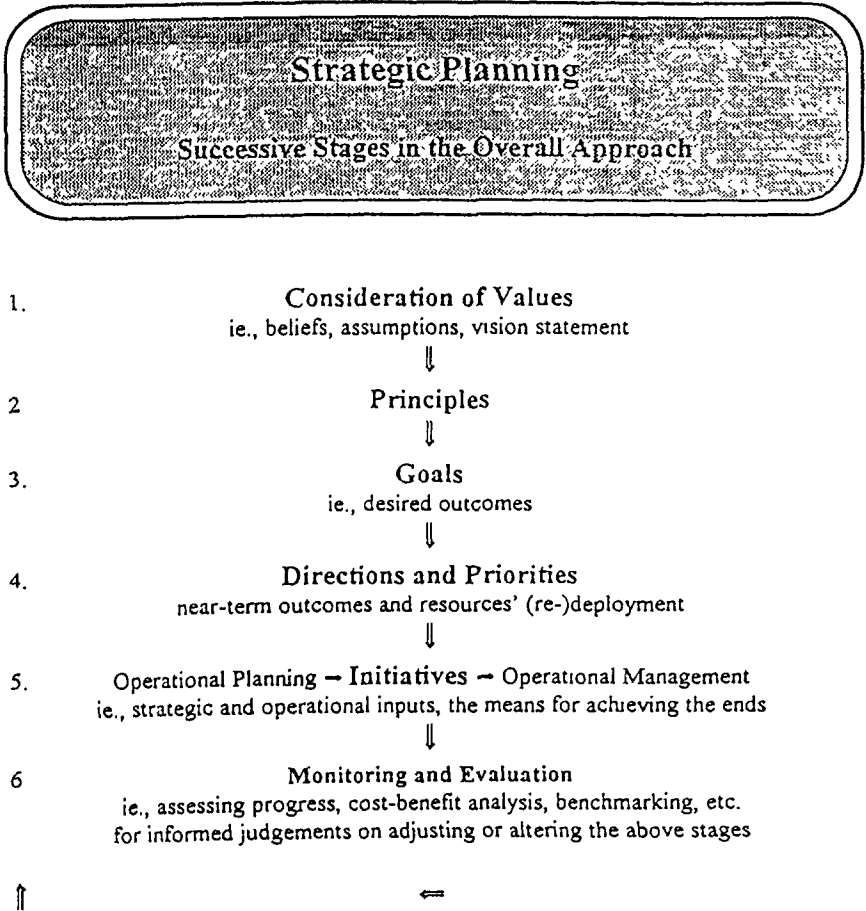 Strategic Planning
Successive Stages in the Overall Approach
1. Consideration of Values
ie., beliefs, assumptions, vision statement
⇓
2 Principles
⇓
3. Goals
ie., desired outcomes
⇓
4. Directions and Priorities
near-term outcomes and resources' (re-)deployment
⇓
5. Operational Planning → Initiatives → Operational Management
ie., strategic and operational inputs, the means for achieving the ends
⇓
6 Monitoring and Evaluation
ie., assessing progress, cost-benefit analysis, benchmarking, etc.
for informed judgements on adjusting or altering the above stages
⇑ ⇐